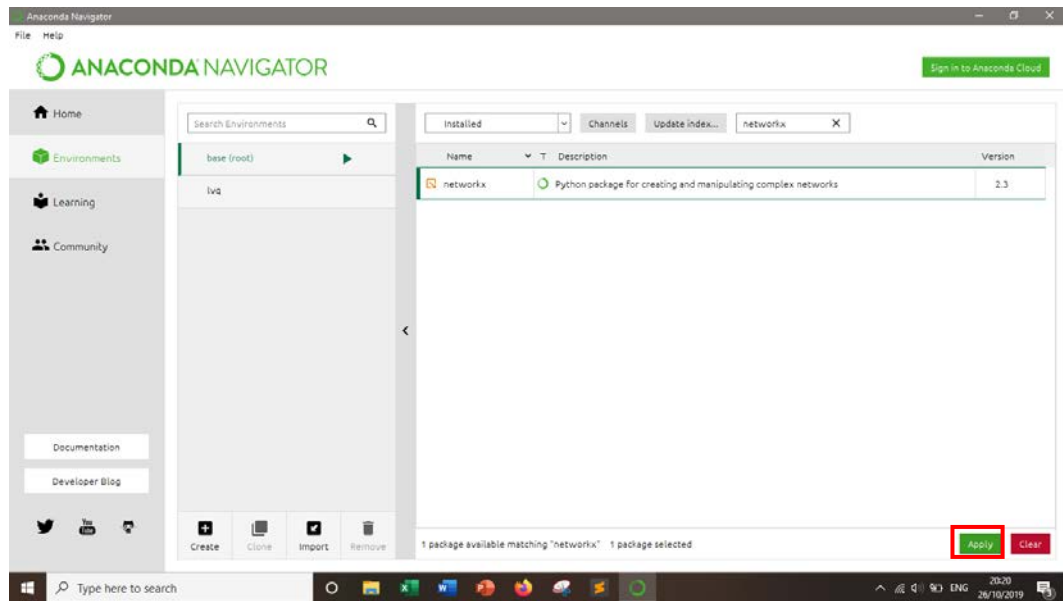 Anaconda Navigator
File Help
ANACONDA NAVIGATOR
Sign in to Anaconda Cloud
Home
Environments
Learning
Community
Documentation
Developer Blog
You Tube
Search Environments
base (root)
lvq
Create Clone Import Remove
Installed Channels Update index... networkx X
Name T Description Version
networkx Python package for creating and manipulating complex networks 2.3
1 package available matching "networkx" 1 package selected
Apply Clear
Type here to search
ENG 20:20
26/10/2019